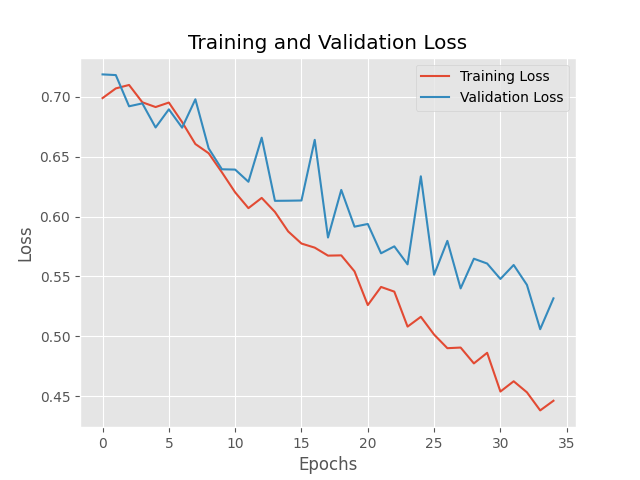 Training and Validation Loss
Training Loss
Validation Loss
0.70
0.65
0.60
0.55
0.50
0.45
Loss
0 5 10 15 20 25 30 35
Epochs